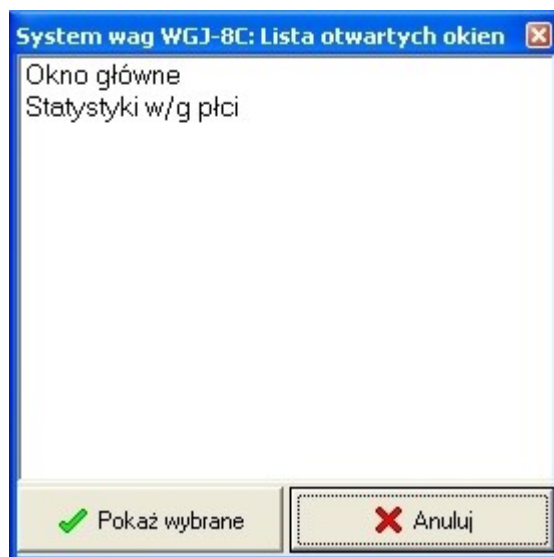 System wag WGJ-8C: Lista otwartych okien
Okno główne
Statystyki w/g płci
Pokaż wybrane
Anuluj